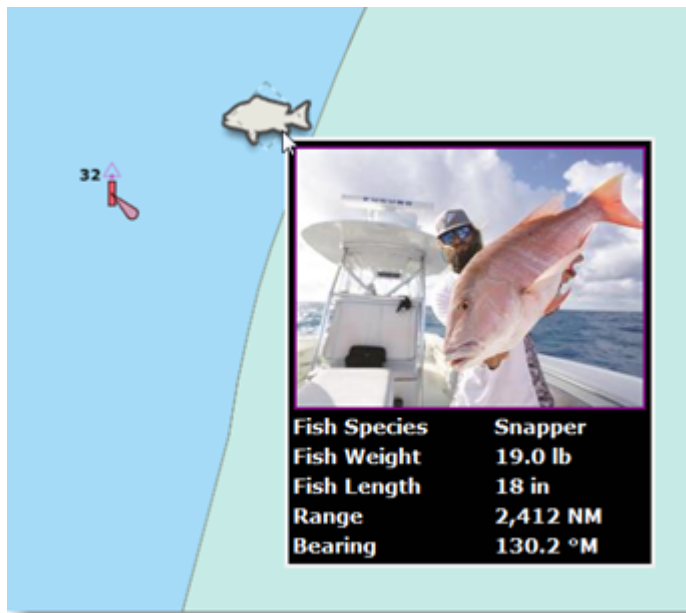 32
FURUNO
Fish Species Snapper
Fish Weight 19.0 lb
Fish Length 18 in
Range 2,412 NM
Bearing 130.2 °M